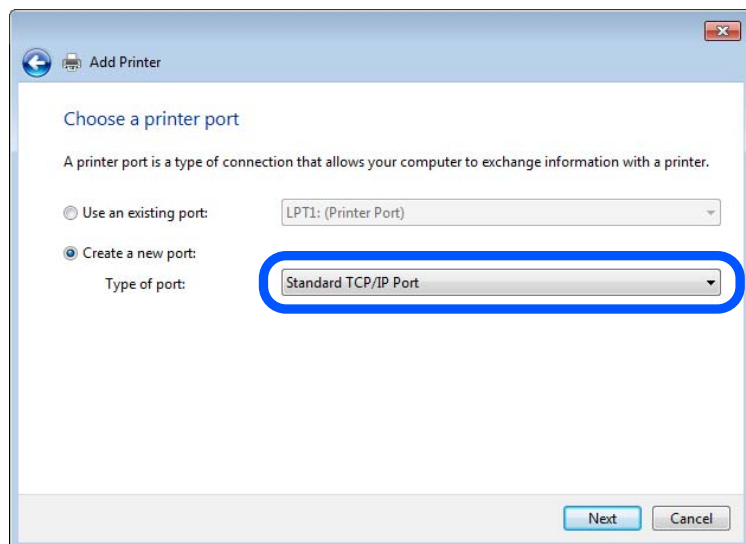 Add Printer
Choose a printer port
A printer port is a type of connection that allows your computer to exchange information with a printer.
Use an existing port: LPT1: (Printer Port)
Create a new port:
Type of port: Standard TCP/IP Port
Next Cancel